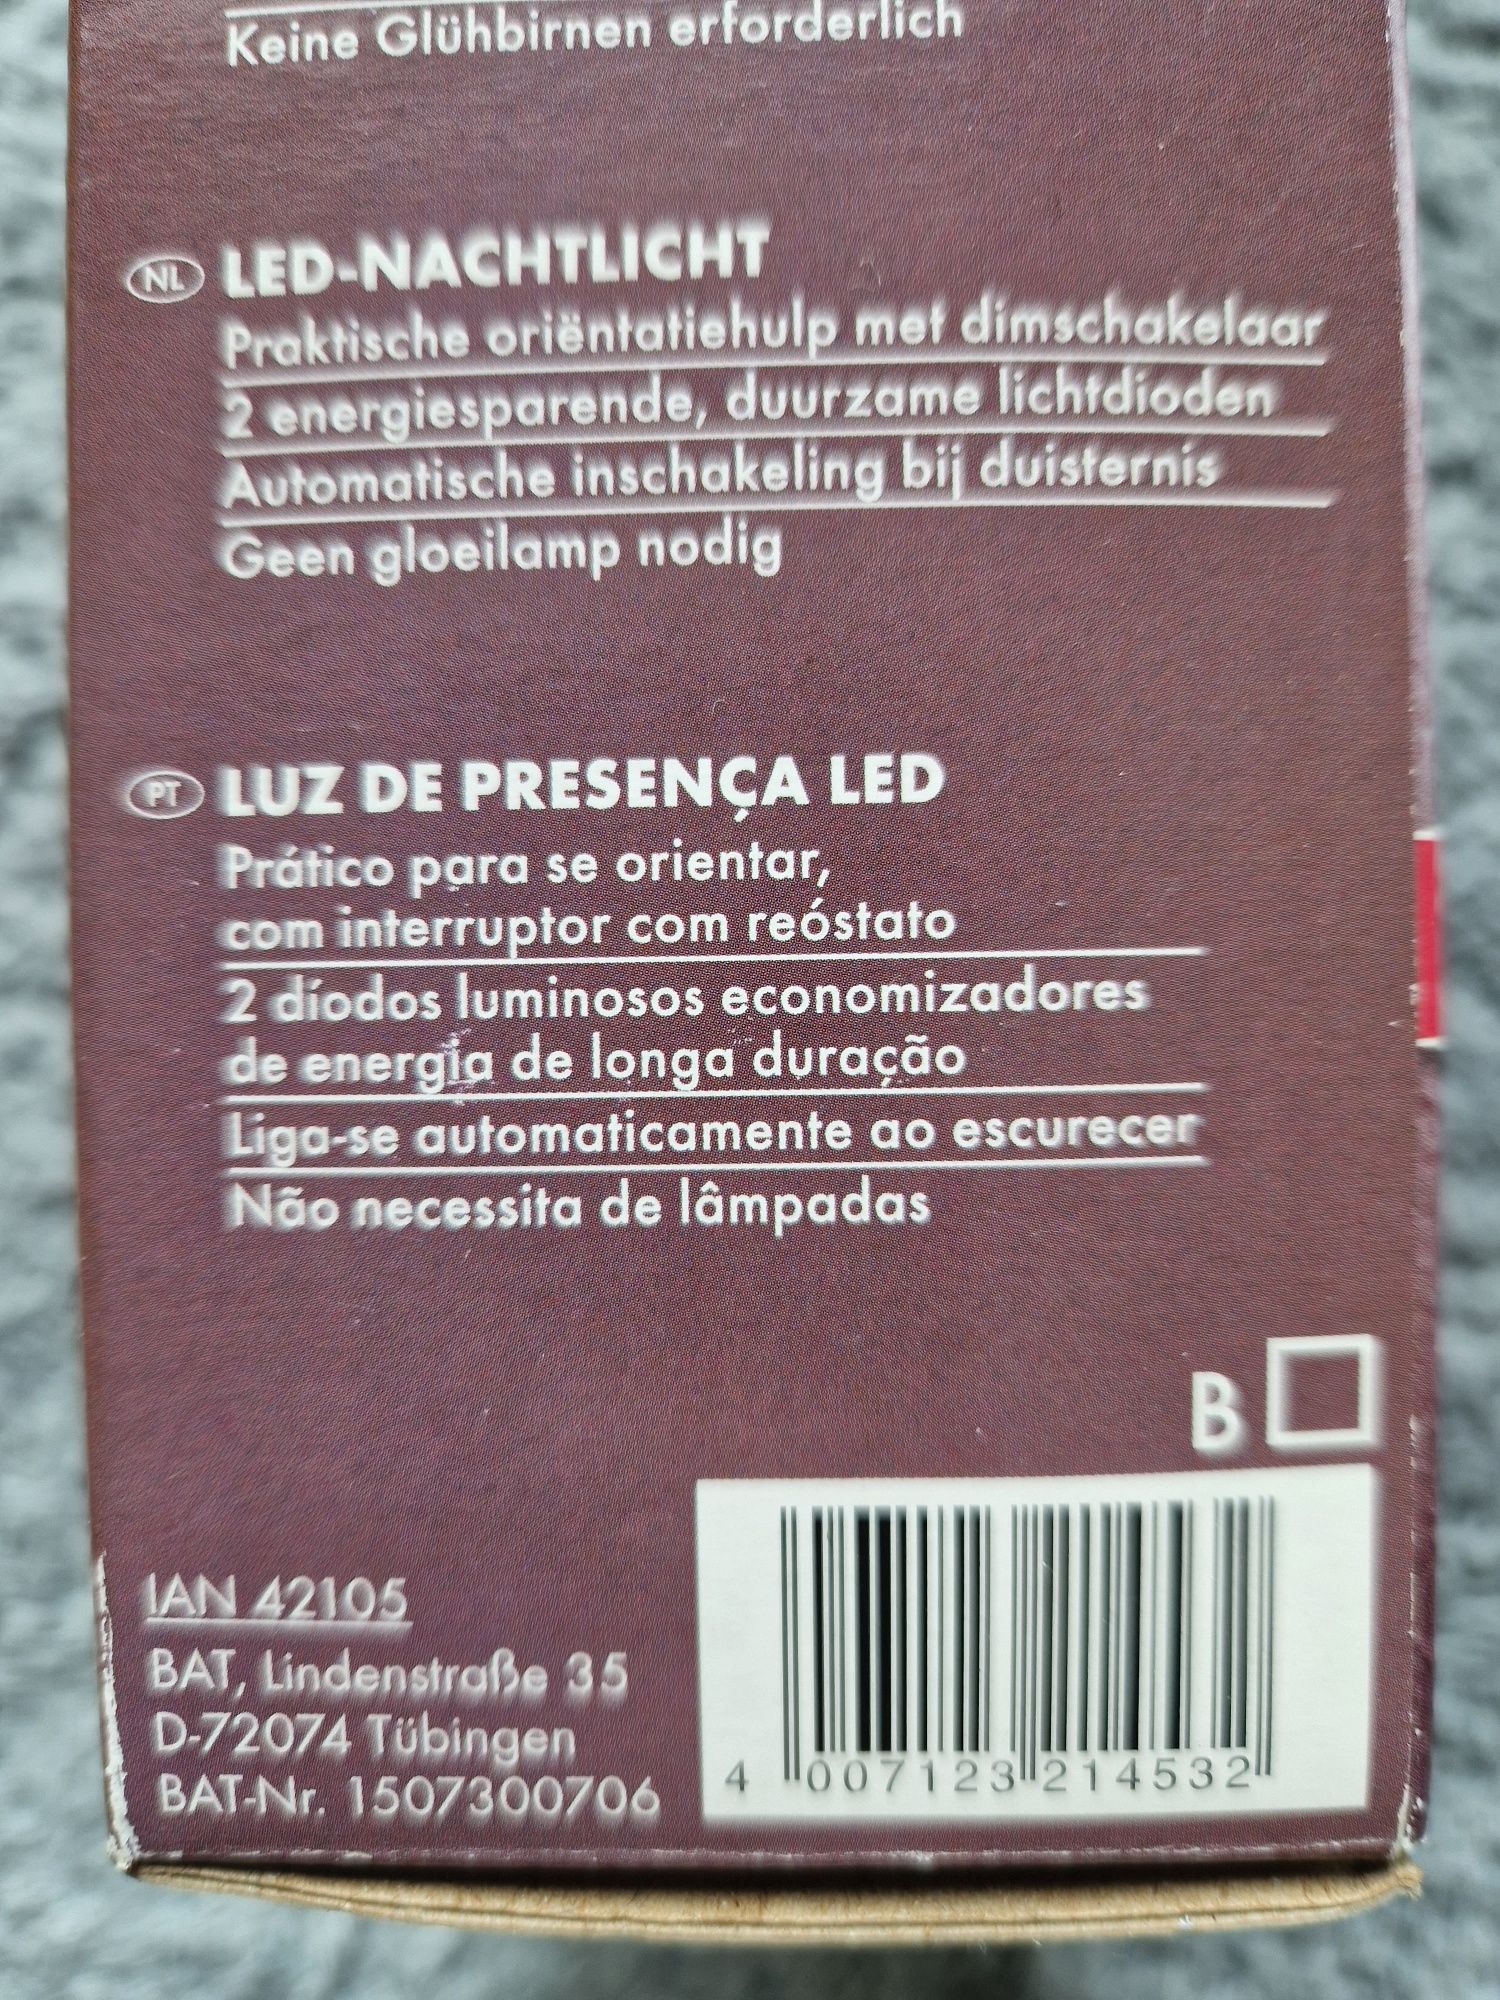 Keine Glühbirnen erforderlich
NL LED-NACHTLICHT
Praktische oriëntatiehulp met dimschakelaar
2 energiesparende, duurzame lichtdioden
Automatische inschakeling bij duisternis
Geen gloeilamp nodig
PT LUZ DE PRESENÇA LED
Prático para se orientar,
com interruptor com reóstato
2 díodos luminosos economizadores
de energia de longa duração
Liga-se automaticamente ao escurecer
Não necessita de lâmpadas
B
IAN 42105
BAT, Lindenstraße 35
D-72074 Tübingen
BAT-Nr. 1507300706
4 007123 214532